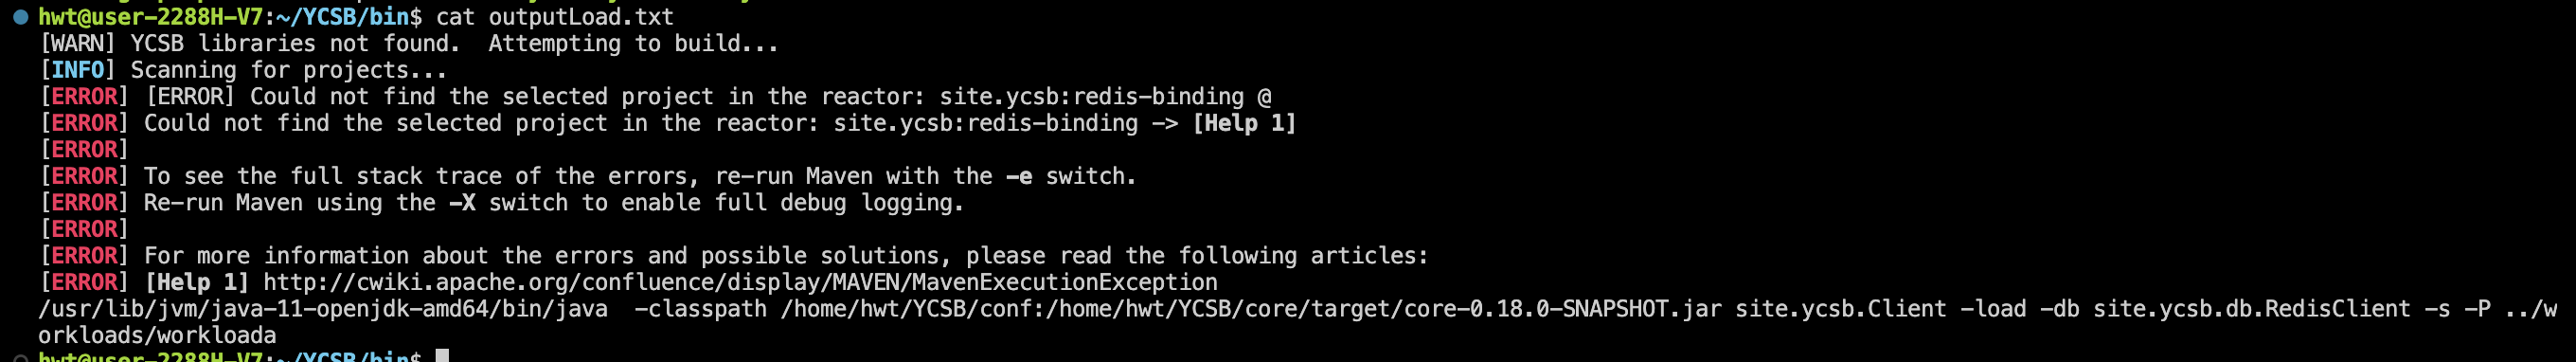 hwt@user-2288H-V7:~/YCSB/bin$ cat outputLoad.txt
[WARN] YCSB libraries not found.  Attempting to build...
[INFO] Scanning for projects...
[ERROR] [ERROR] Could not find the selected project in the reactor: site.ycsb:redis-binding @
[ERROR] Could not find the selected project in the reactor: site.ycsb:redis-binding -> [Help 1]
[ERROR]
[ERROR] To see the full stack trace of the errors, re-run Maven with the -e switch.
[ERROR] Re-run Maven using the -X switch to enable full debug logging.
[ERROR]
[ERROR] For more information about the errors and possible solutions, please read the following articles:
[ERROR] [Help 1] http://cwiki.apache.org/confluence/display/MAVEN/MavenExecutionException
/usr/lib/jvm/java-11-openjdk-amd64/bin/java  -classpath /home/hwt/YCSB/conf:/home/hwt/YCSB/core/target/core-0.18.0-SNAPSHOT.jar site.ycsb.Client -load -db site.ycsb.db.RedisClient -s -P ../w
orkloads/workloada
hwt@user-2288H-V7:~/YCSB/bin$